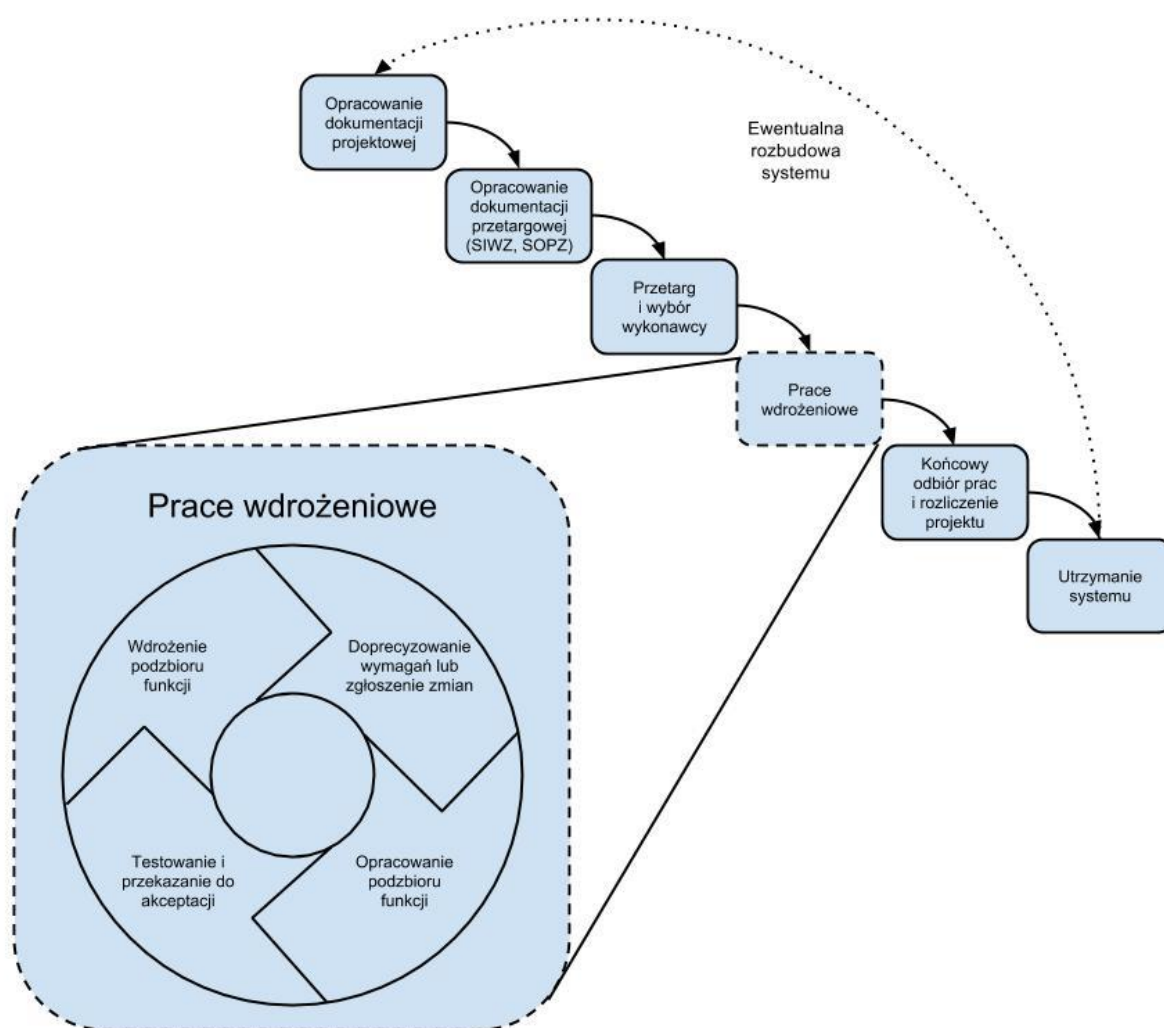 Opracowanie
dokumentacji
projektowej
Ewentualna
rozbudowa
systemu
Opracowanie
dokumentacji
przetargowej
(SIWZ, SOPZ)
Przetarg
i wybór
wykonawcy
Prace
wdrożeniowe
Końcowy
odbiór prac
i rozliczenie
projektu
Utrzymanie
systemu
Prace wdrożeniowe
Wdrożenie
podzbioru
funkcji
Doprecyzowanie
wymagań lub
zgłoszenie zmian
Testowanie i
przekazanie do
akceptacji
Opracowanie
podzbioru
funkcji